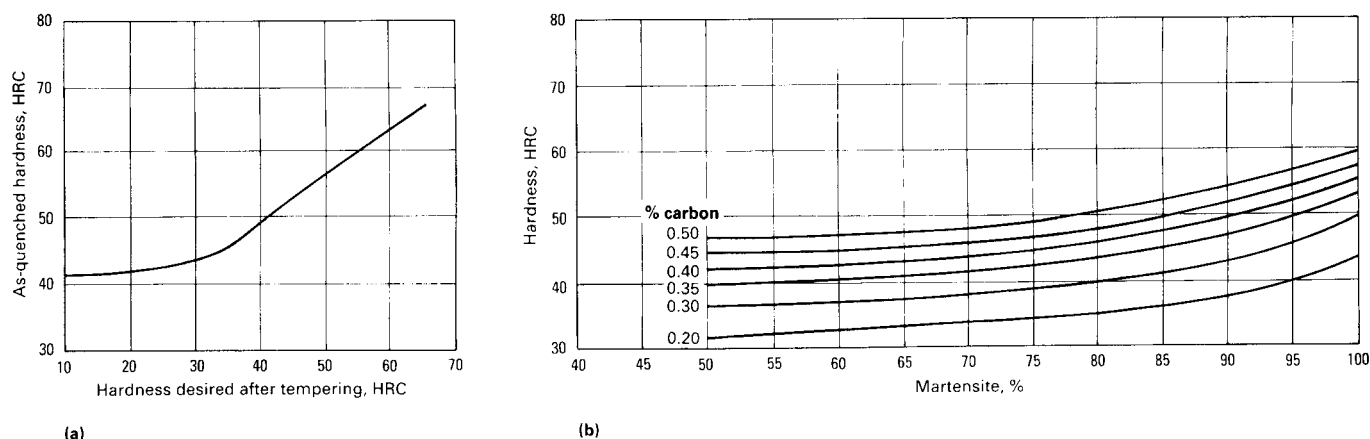 80
70
60
50
40
30
As-quenched hardness, HRC
10 20 30 40 50 60 70
Hardness desired after tempering, HRC
(a)
80
70
60
50
40
30
Hardness, HRC
% carbon
0.50
0.45
0.40
0.35
0.30
0.20
40 45 50 55 60 65 70 75 80 85 90 95 100
Martensite, %
(b)